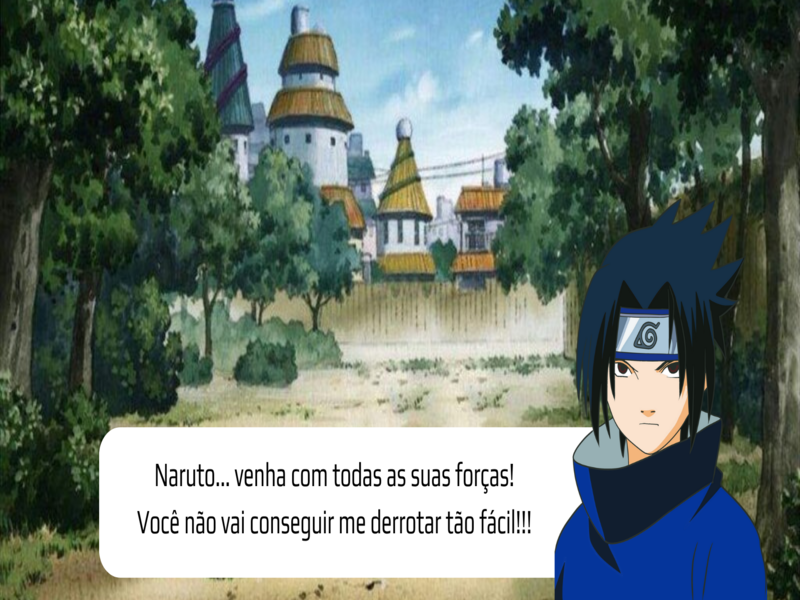 Naruto... venha com todas as suas forças!
Você não vai conseguir me derrotar tão fácil!!!